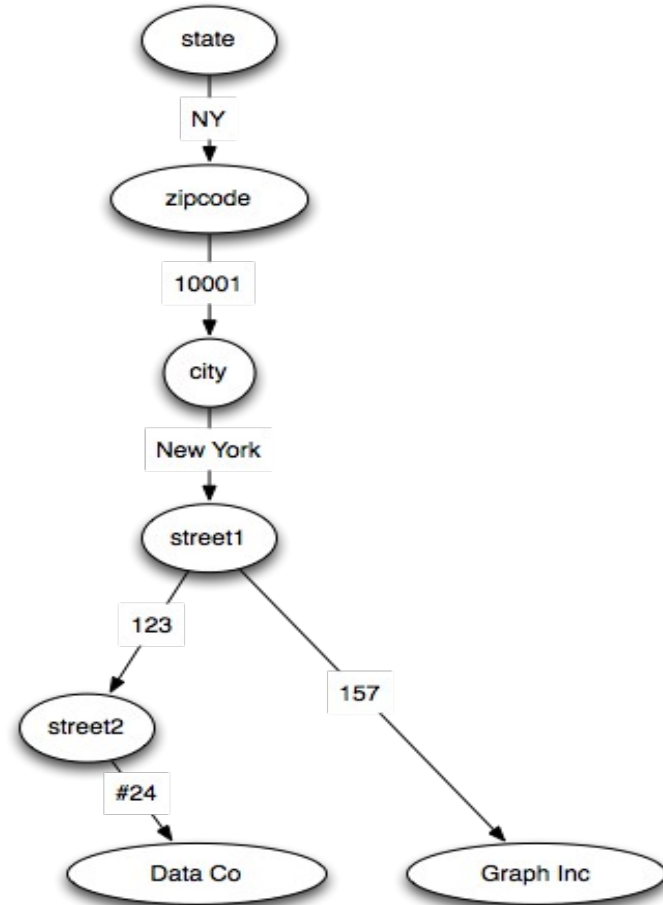 state
NY
zipcode
10001
city
New York
street1
123
157
street2
#24
Data Co
Graph Inc